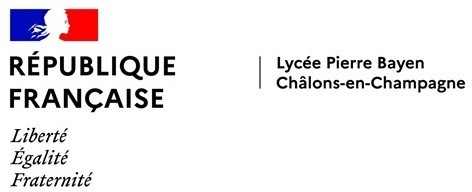 RÉPUBLIQUE
FRANÇAISE
Liberté
Égalité
Fraternité
Lycée Pierre Bayen
Châlons-en-Champagne